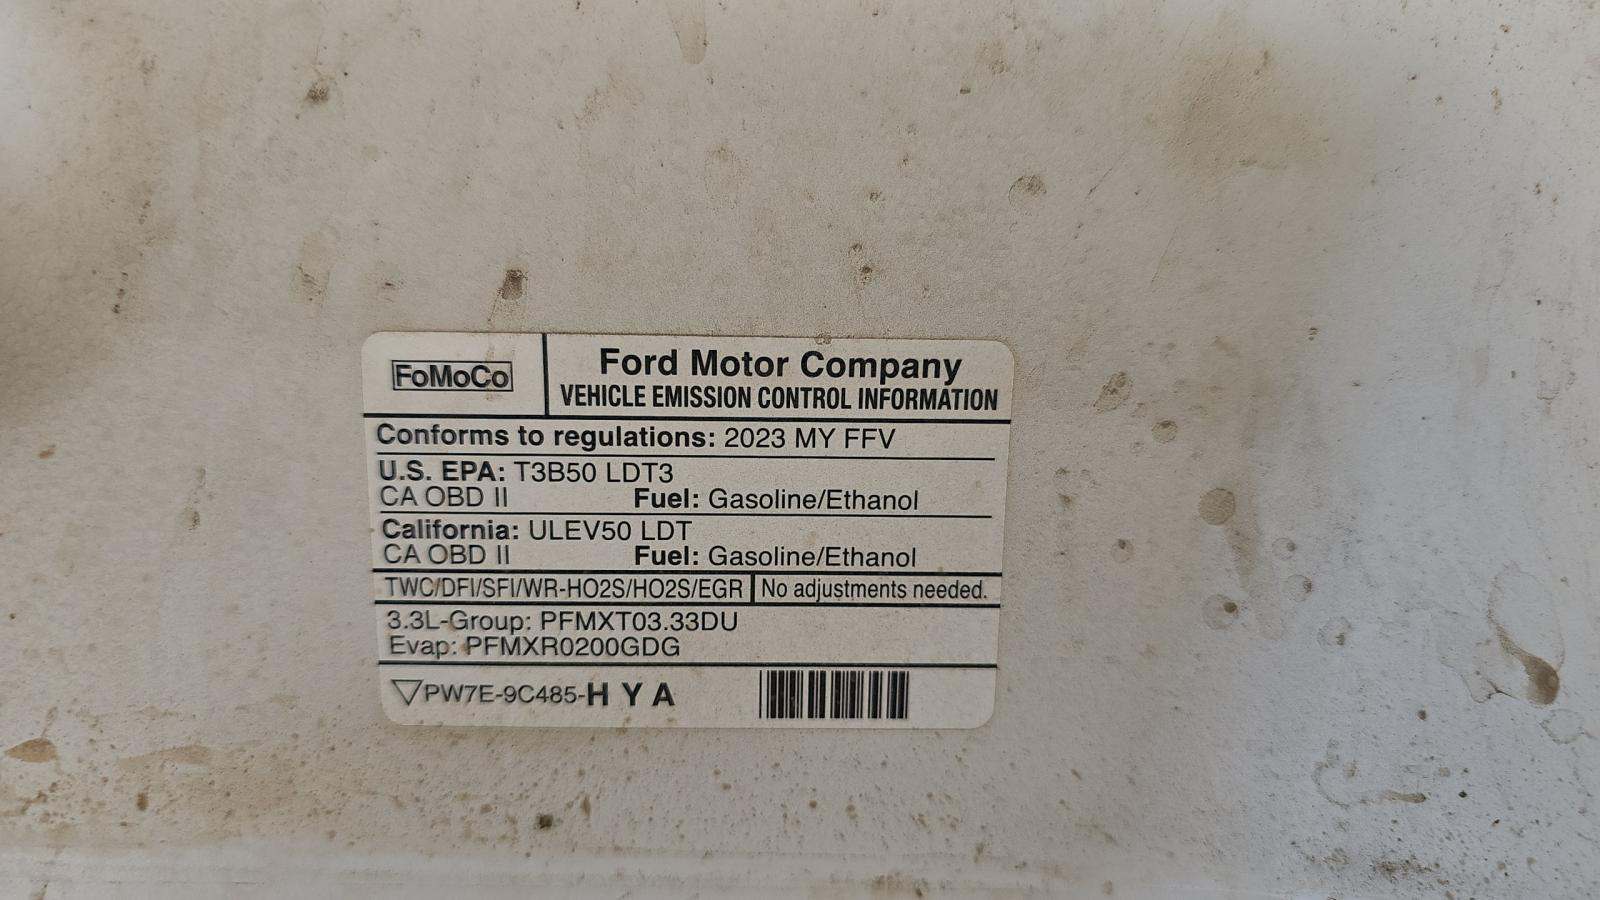 FoMoCo
Ford Motor Company
VEHICLE EMISSION CONTROL INFORMATION
Conforms to regulations: 2023 MY FFV
U.S. EPA: T3B50 LDT3
CA OBD II Fuel: Gasoline/Ethanol
California: ULEV50 LDT
CA OBD II Fuel: Gasoline/Ethanol
TWC/DFI/SFI/WR-HO2S/HO2S/EGR No adjustments needed.
3.3L-Group: PFMXT03.33DU
Evap: PFMXR0200GDG
PW7E-9C485-H Y A